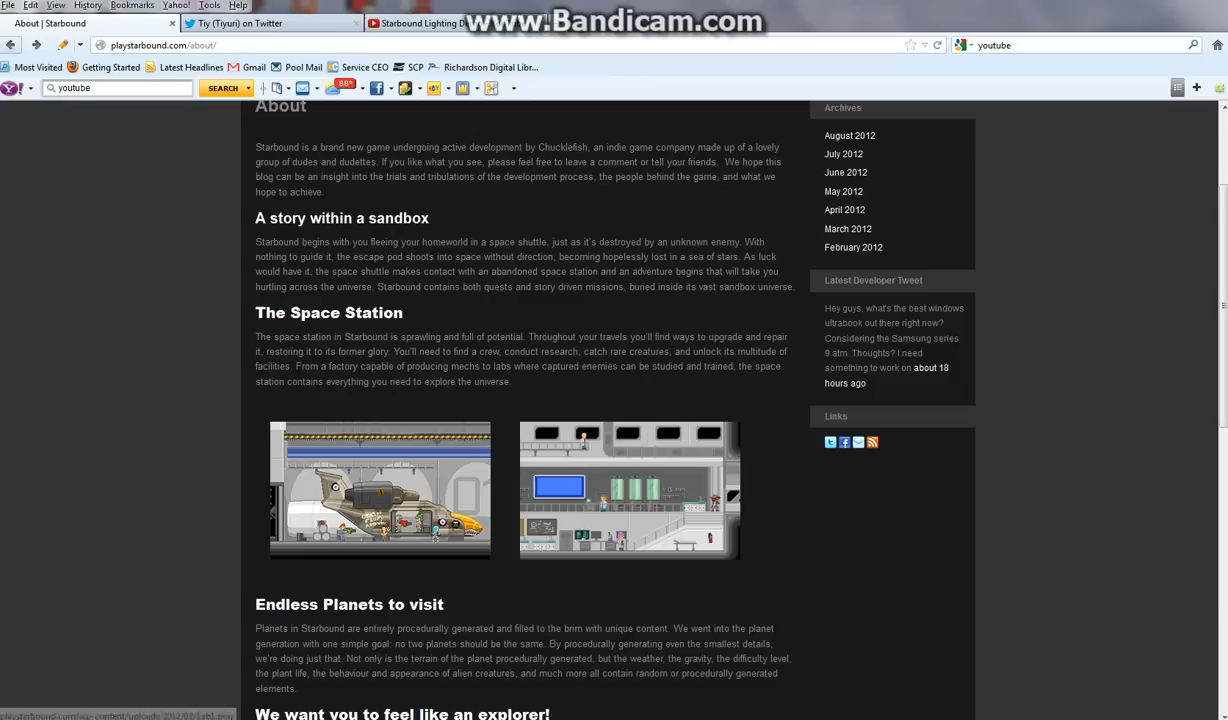 File Edit View History Bookmarks Yahoo! Tools Help
www.Bandicam.com
About | Starbound × Tiy (Tiyuri) on Twitter × Starbound Lighting D
playstarbound.com/about/ youtube
Most Visited Getting Started Latest Headlines Gmail Pool Mail Service CEO SCP Richardson Digital Libr...
youtube SEARCH 88°
About
Starbound is a brand new game undergoing active development by Chucklefish, an indie game company made up of a lovely
group of dudes and dudettes. If you like what you see, please feel free to leave a comment or tell your friends. We hope this
blog can be an insight into the trials and tribulations of the development process, the people behind the game, and what we
hope to achieve.
A story within a sandbox
Starbound begins with you fleeing your homeworld in a space shuttle, just as it's destroyed by an unknown enemy. With
nothing to guide it, the escape pod shoots into space without direction, becoming hopelessly lost in a sea of stars. As luck
would have it, the space shuttle makes contact with an abandoned space station and an adventure begins that will take you
hurtling across the universe. Starbound contains both quests and story driven missions, buried inside its vast sandbox universe.
The Space Station
The space station in Starbound is sprawling and full of potential. Throughout your travels you'll find ways to upgrade and repair
it, restoring it to its former glory. You'll need to find a crew, conduct research, catch rare creatures, and unlock its multitude of
facilities. From a factory capable of producing mechs to labs where captured enemies can be studied and trained, the space
station contains everything you need to explore the universe.
Endless Planets to visit
Planets in Starbound are entirely procedurally generated and filled to the brim with unique content. We went into the planet
generation with one simple goal: no two planets should be the same. By procedurally generating even the smallest details,
we're doing just that. Not only is the terrain of the planet procedurally generated, but the weather, the gravity, the difficulty level,
the plant life, the behaviour and appearance of alien creatures, and much more all contain random or procedurally generated
elements.
We want you to feel like an explorer!
Archives
August 2012
July 2012
June 2012
May 2012
April 2012
March 2012
February 2012
Latest Developer Tweet
Hey guys, what's the best windows
ultrabook out there right now?
Considering the Samsung series
9 atm. Thoughts? I need
something to work on about 18
hours ago
Links